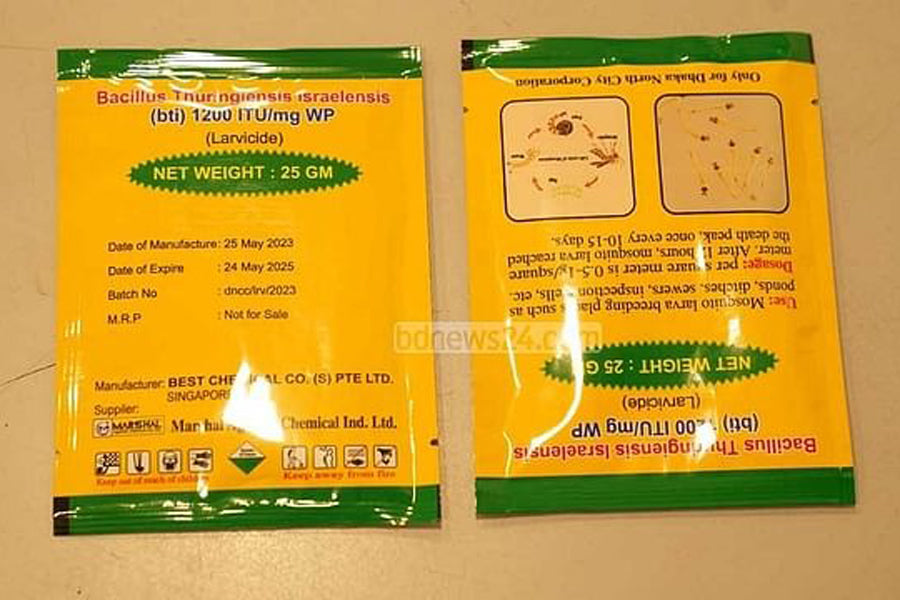 Bacillus Thuringiensis Israelensis
(bti) 1200 ITU/mg WP
(Larvicide)
NET WEIGHT : 25 GM
Date of Manufacture: 25 May 2023
Date of Expire : 24 May 2025
Batch No : dncc/lrv/2023
M.R.P : Not for Sale
Manufacturer: BEST CHEMICAL CO. (S) PTE LTD.
SINGAPORE
Supplier:
MARSHAL Marshal Chemical Ind. Ltd.
Keep out of reach of children
Keep away from fire
bdnews24.com
Bacillus Thuringiensis Israelensis
(bti) 1200 ITU/mg WP
(Larvicide)
NET WEIGHT : 25 G
Use: Mosquito larva breeding places such as
ponds, ditches, sewers, inspection wells, etc.
Dosage: per square meter is 0.5-1g/square
meter. After 12 hours, mosquito larva reached
the death peak, once every 10-15 days.
Only for Dhaka North City Corporation